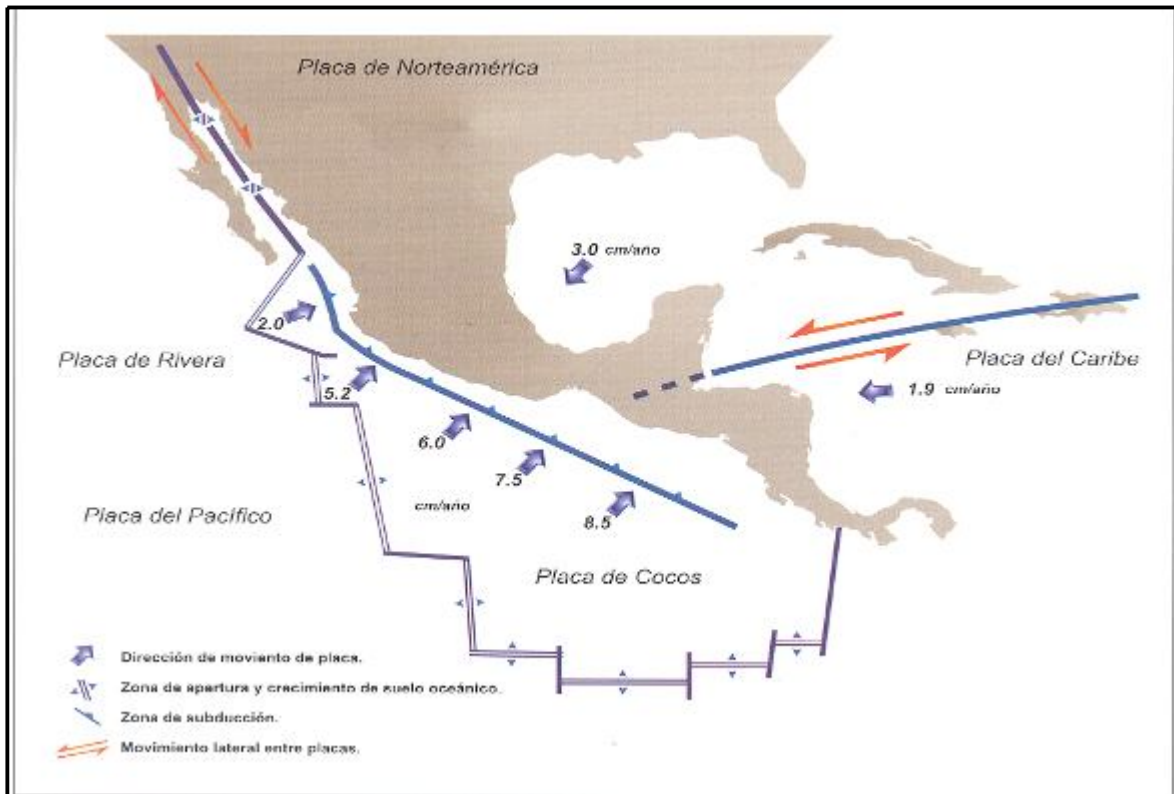 Placa de Norteamérica
3.0 cm/año
2.0
Placa de Rivera
Placa del Caribe
5.2
1.9 cm/año
6.0
7.5
Placa del Pacífico
cm/año
8.5
Placa de Cocos
Dirección de moviento de placa.
Zona de apertura y crecimiento de suelo oceánico.
Zona de subducción.
Movimiento lateral entre placas.